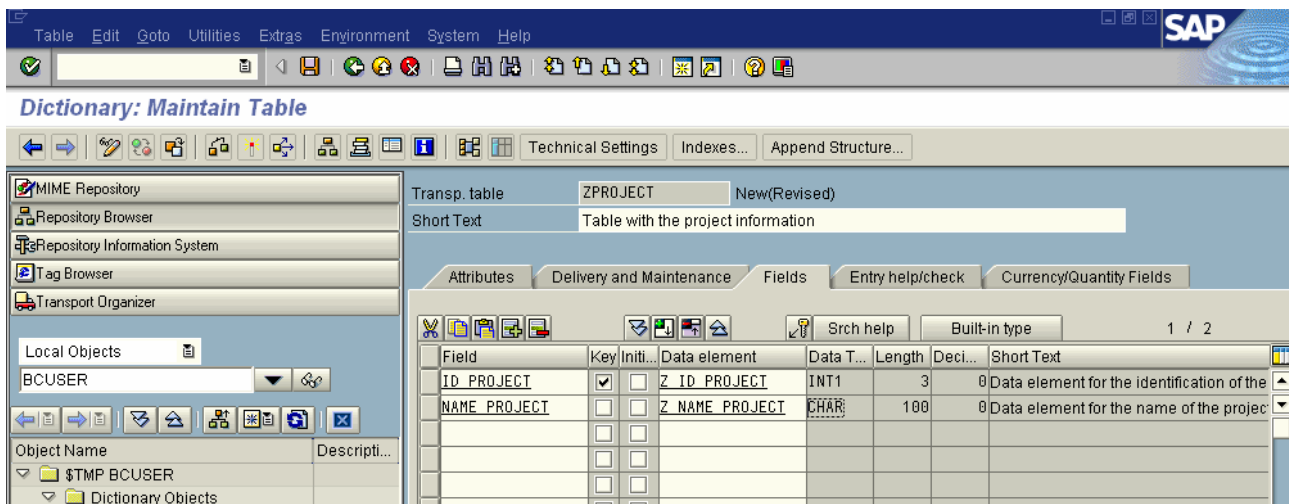 Table Edit Goto Utilities Extras Environment System Help
SAP
Dictionary: Maintain Table
Technical Settings Indexes... Append Structure...
MIME Repository
Repository Browser
Repository Information System
Tag Browser
Transport Organizer
Local Objects
BCUSER
Object Name Descripti...
$TMP BCUSER
Dictionary Objects
Transp. table ZPROJECT New(Revised)
Short Text Table with the project information
Attributes Delivery and Maintenance Fields Entry help/check Currency/Quantity Fields
Srch help Built-in type 1 / 2
Field Key Initi... Data element Data T... Length Deci... Short Text
ID_PROJECT Z_ID_PROJECT INT1 3 0 Data element for the identification of the
NAME_PROJECT Z_NAME_PROJECT CHAR 100 0 Data element for the name of the projec